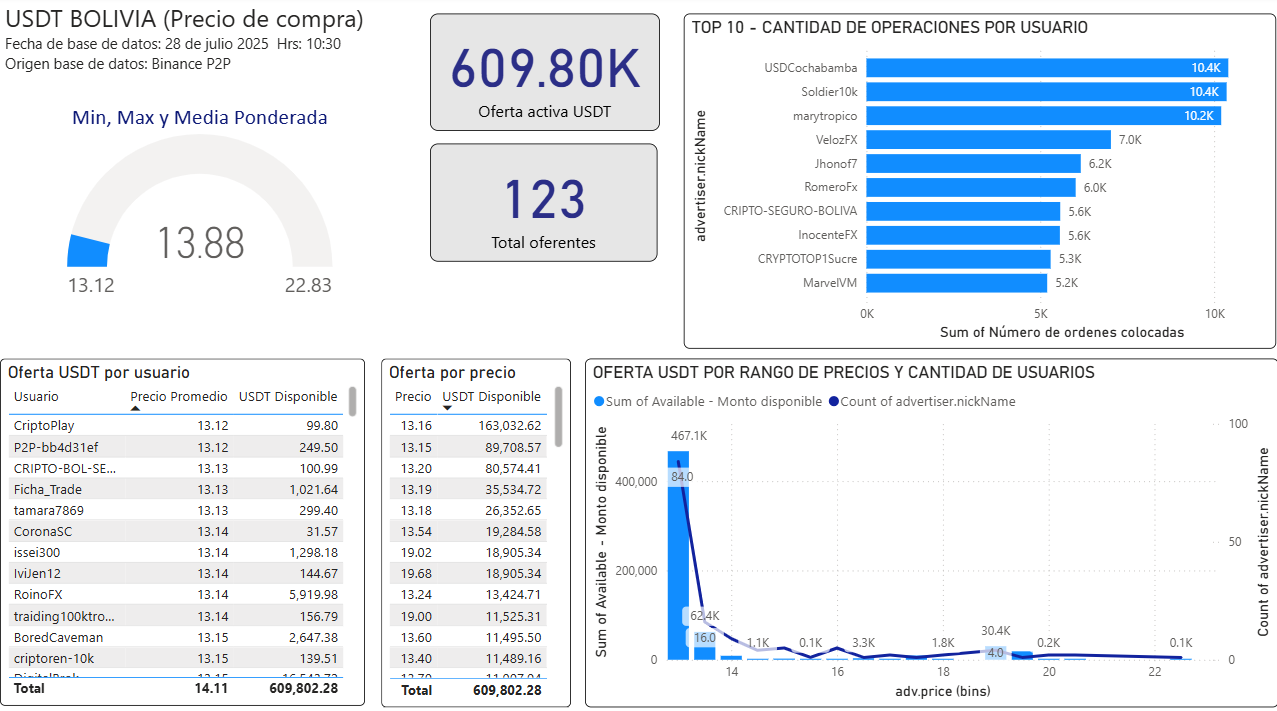 USDT BOLIVIA (Precio de compra)
Fecha de base de datos: 28 de julio 2025 Hrs: 10:30
Origen base de datos: Binance P2P
Min, Max y Media Ponderada
13.88
13.12
22.83
609.80K
Oferta activa USDT
123
Total oferentes
TOP 10 - CANTIDAD DE OPERACIONES POR USUARIO
advertiser.nickName
USDCochabamba 10.4K
Soldier10k 10.4K
marytropico 10.2K
VelozFX 7.0K
Jhonof7 6.2K
RomeroFx 6.0K
CRIPTO-SEGURO-BOLIVA 5.6K
InocenteFX 5.6K
CRYPTOTOP1Sucre 5.3K
MarvelVM 5.2K
0K 5K 10K
Sum of Número de ordenes colocadas
Oferta USDT por usuario
Usuario Precio Promedio USDT Disponible
CriptoPlay 13.12 99.80
P2P-bb4d31ef 13.12 249.50
CRIPTO-BOL-SE... 13.13 100.99
Ficha_Trade 13.13 1,021.64
tamara7869 13.13 299.40
CoronaSC 13.14 31.57
issei300 13.14 1,298.18
IviJen12 13.14 144.67
RoinoFX 13.14 5,919.98
traiding100ktro... 13.14 156.79
BoredCaveman 13.15 2,647.38
criptoren-10k 13.15 139.51
Total 14.11 609,802.28
Oferta por precio
Precio USDT Disponible
13.16 163,032.62
13.15 89,708.57
13.20 80,574.41
13.19 35,534.72
13.18 26,352.65
13.54 19,284.58
19.02 18,905.34
19.68 18,905.34
13.24 13,424.71
19.00 11,525.31
13.60 11,495.50
13.40 11,489.16
Total 609,802.28
OFERTA USDT POR RANGO DE PRECIOS Y CANTIDAD DE USUARIOS
Sum of Available - Monto disponible Count of advertiser.nickName
Sum of Available - Monto disponible
400,000
200,000
0
467.1K
84.0
62.4K
16.0
1.1K
0.1K
3.3K
1.8K
30.4K
4.0
0.2K
0.1K
100
50
0
Count of advertiser.nickName
14 16 18 20 22
adv.price (bins)